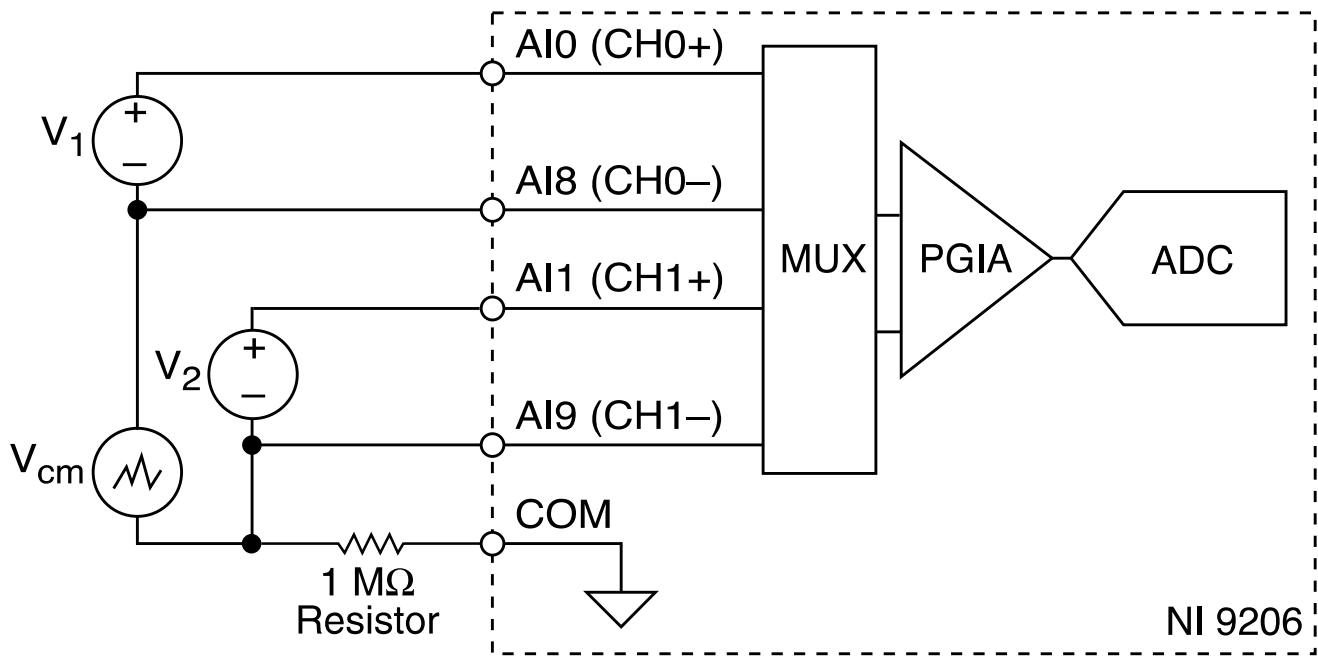 AI0 (CH0+)
V1
+
–
AI8 (CH0–)
AI1 (CH1+)
MUX
PGIA
ADC
V2
+
–
AI9 (CH1–)
Vcm
COM
1 MΩ
Resistor
NI 9206